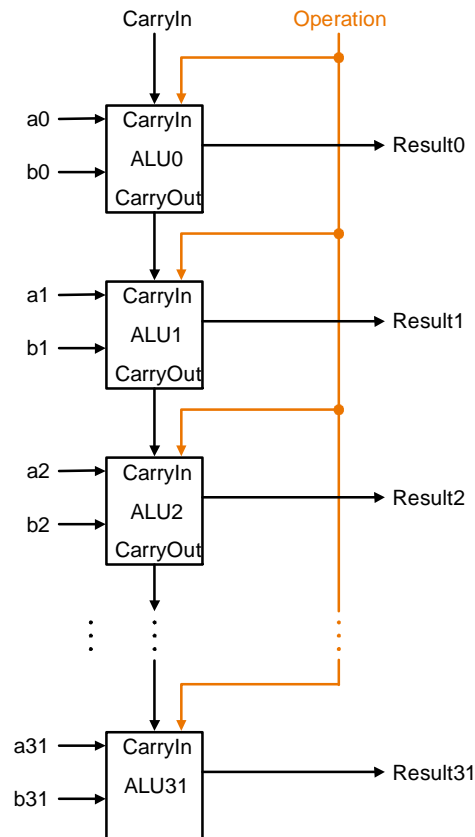 CarryIn Operation
a0 CarryIn
ALU0 Result0
b0
CarryOut
a1 CarryIn
ALU1 Result1
b1
CarryOut
a2 CarryIn
ALU2 Result2
b2
CarryOut
a31 CarryIn
ALU31 Result31
b31